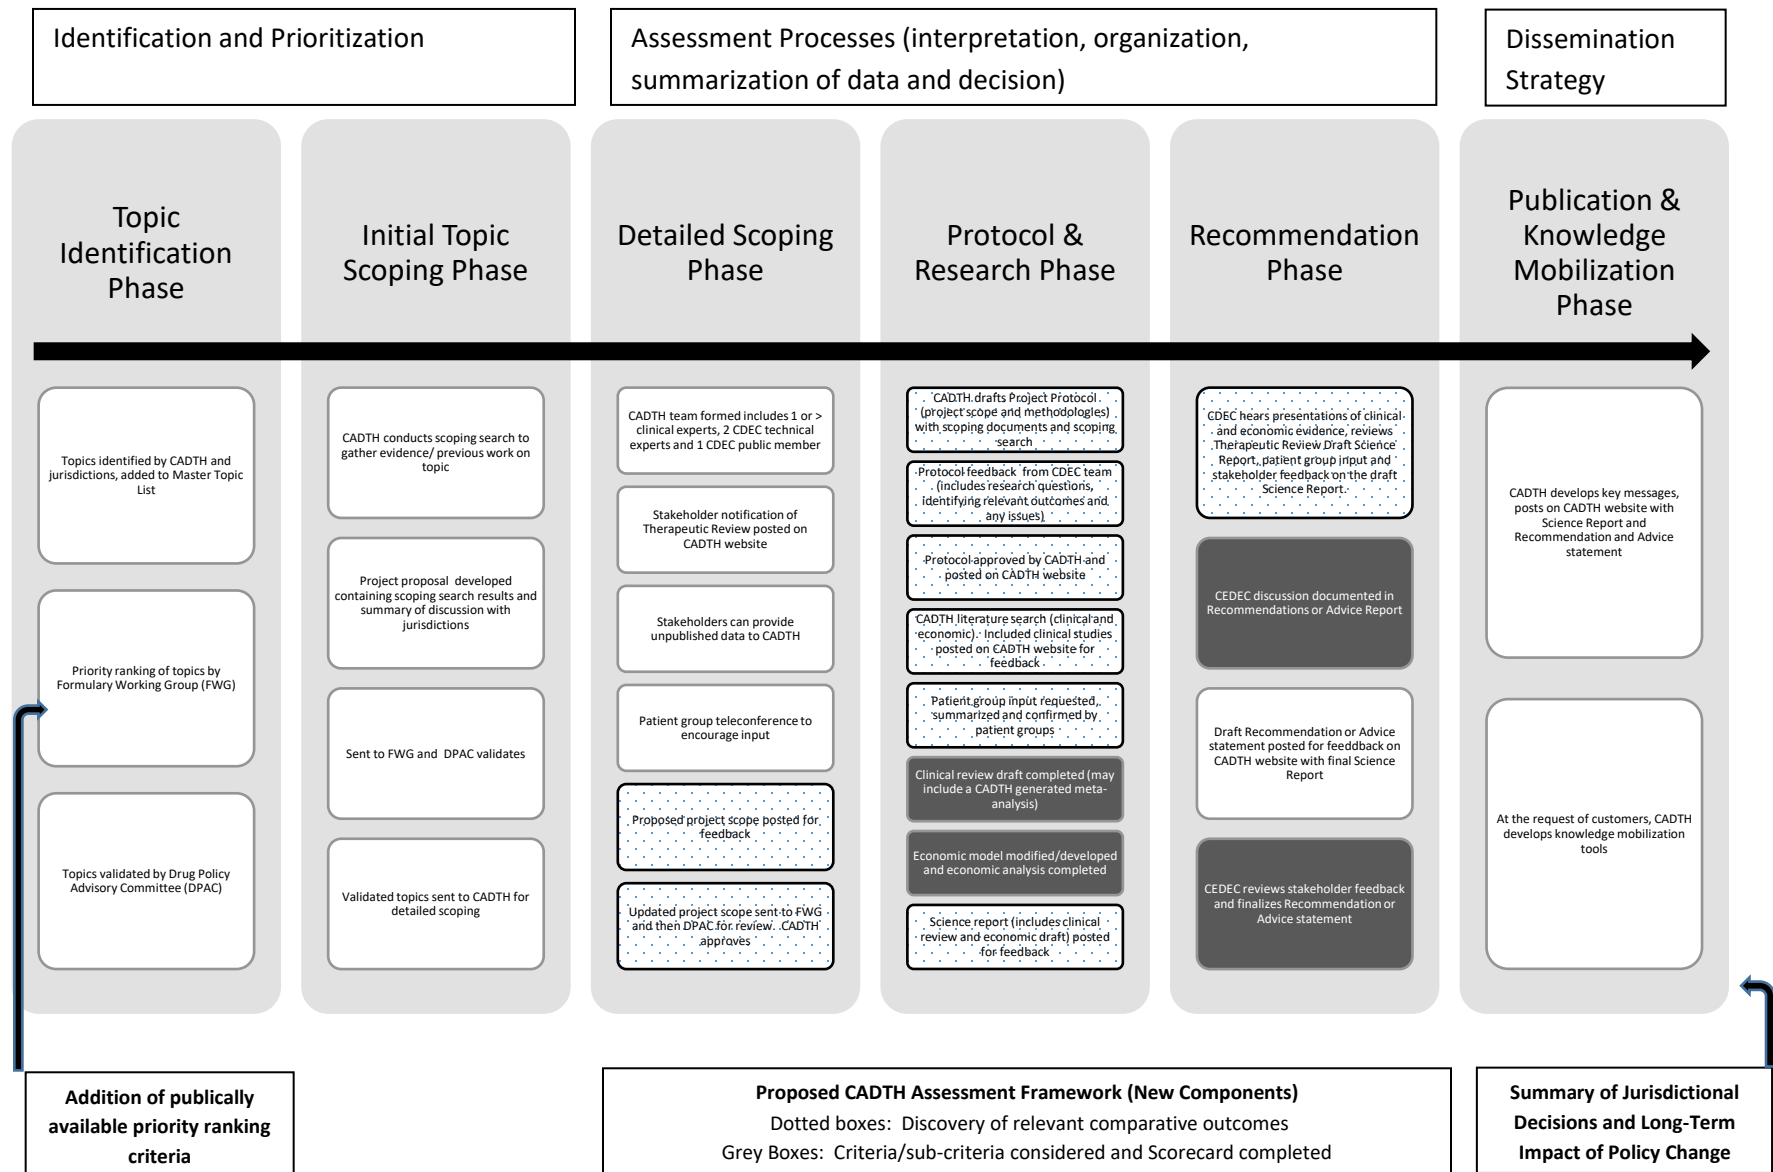 Identification and Prioritization
Assessment Processes (interpretation, organization,
summarization of data and decision)
Dissemination
Strategy
Topic
Identification
Phase
Initial Topic
Scoping Phase
Detailed Scoping
Phase
Protocol &
Research Phase
Recommendation
Phase
Publication &
Knowledge
Mobilization
Phase
Topics identified by CADTH and
jurisdictions, added to Master Topic
List
Priority ranking of topics by
Formulary Working Group (FWG)
Topics validated by Drug Policy
Advisory Committee (DPAC)
CADTH conducts scoping search to
gather evidence/ previous work on
topic
Project proposal developed
containing scoping search results and
summary of discussion with
jurisdictions
Sent to FWG and DPAC validates
Validated topics sent to CADTH for
detailed scoping
CADTH team formed includes 1 or >
clinical experts, 2 CDEC technical
experts and 1 CDEC public member
Stakeholder notification of
Therapeutic Review posted on
CADTH website
Stakeholders can provide
unpublished data to CADTH
Patient group teleconference to
encourage input
Proposed project scope posted for
feedback
Updated project scope sent to FWG
and then DPAC for review. CADTH
approves
CADTH drafts Project Protocol
(project scope and methodologies)
with scoping documents and scoping
search
Protocol feedback from CDEC team
(includes research questions,
identifying relevant outcomes and
any issues)
Protocol approved by CADTH and
posted on CADTH website
CADTH literature search (clinical and
economic). Included clinical studies
posted on CADTH website for
feedback
Patient group input requested,
summarized and confirmed by
patient groups
Clinical review draft completed (may
include a CADTH generated meta-
analysis)
Economic model modified/developed
and economic analysis completed
Science report (includes clinical
review and economic draft) posted
for feedback
CDEC hears presentations of clinical
and economic evidence, reviews
Therapeutic Review Draft Science
Report, patient group input and
stakeholder feedback on the draft
Science Report.
CEDEC discussion documented in
Recommendations or Advice Report
Draft Recommendation or Advice
statement posted for feeddback on
CADTH website with final Science
Report
CEDEC reviews stakeholder feedback
and finalizes Recommendation or
Advice statement
CADTH develops key messages,
posts on CADTH website with
Science Report and
Recommendation and Advice
statement
At the request of customers, CADTH
develops knowledge mobilization
tools
Addition of publically
available priority ranking
criteria
Proposed CADTH Assessment Framework (New Components)
Dotted boxes: Discovery of relevant comparative outcomes
Grey Boxes: Criteria/sub-criteria considered and Scorecard completed
Summary of Jurisdictional
Decisions and Long-Term
Impact of Policy Change